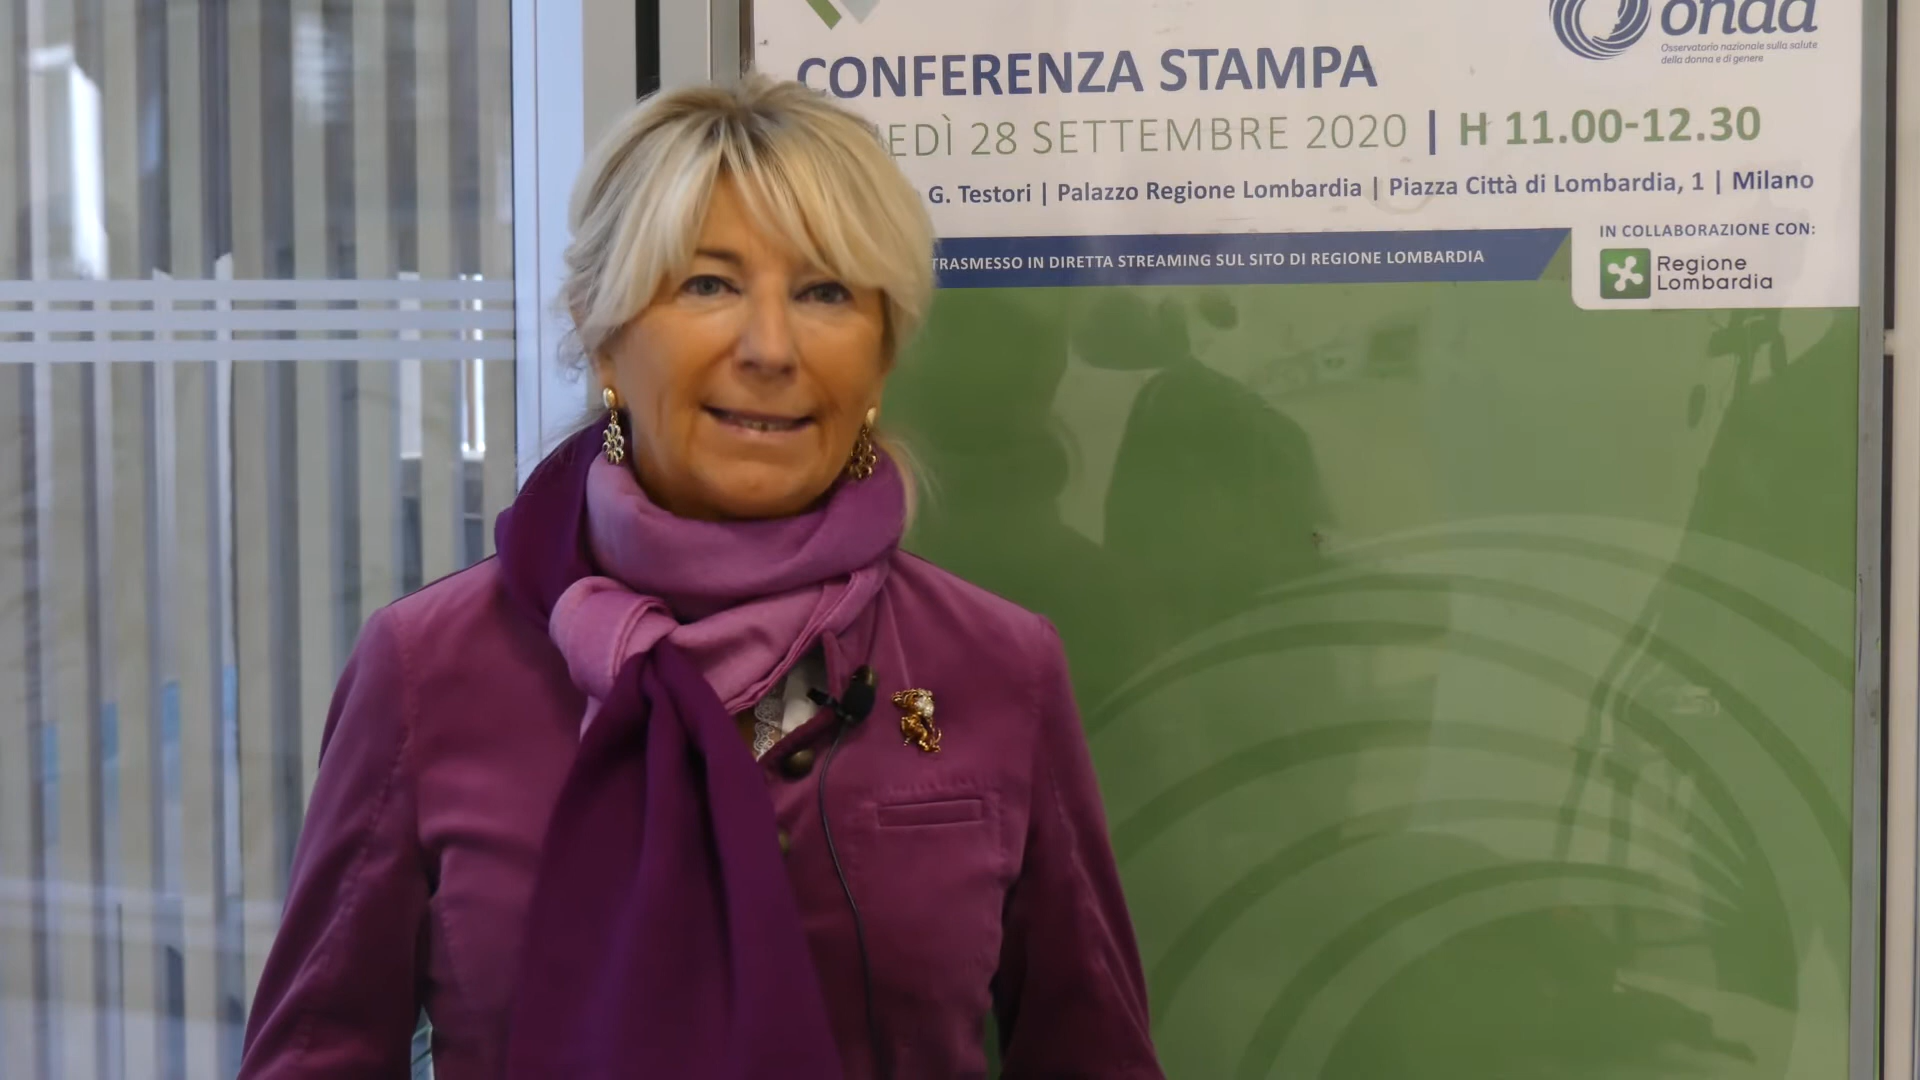 onda
Osservatorio nazionale sulla salute
della donna e di genere
CONFERENZA STAMPA
EDÌ 28 SETTEMBRE 2020 | H 11.00-12.30
G. Testori | Palazzo Regione Lombardia | Piazza Città di Lombardia, 1 | Milano
TRASMESSO IN DIRETTA STREAMING SUL SITO DI REGIONE LOMBARDIA
IN COLLABORAZIONE CON:
Regione
Lombardia